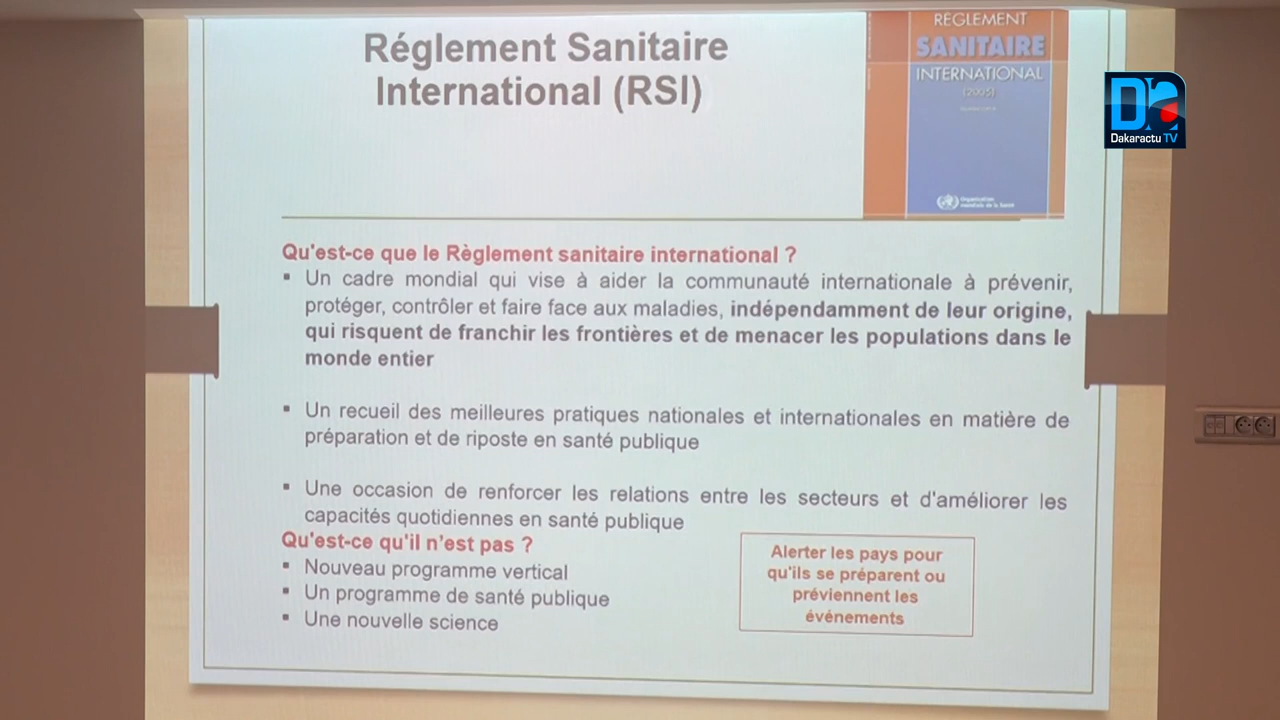 Réglement Sanitaire
International (RSI)
RÈGLEMENT
SANITAIRE
INTERNATIONAL
(2005)
Organisation
mondiale de la Santé
Dakaractu TV
Qu'est-ce que le Règlement sanitaire international ?
▪ Un cadre mondial qui vise à aider la communauté internationale à prévenir,
protéger, contrôler et faire face aux maladies, indépendamment de leur origine,
qui risquent de franchir les frontières et de menacer les populations dans le
monde entier
▪ Un recueil des meilleures pratiques nationales et internationales en matière de
préparation et de riposte en santé publique
▪ Une occasion de renforcer les relations entre les secteurs et d'améliorer les
capacités quotidiennes en santé publique
Qu'est-ce qu'il n'est pas ?
▪ Nouveau programme vertical
▪ Un programme de santé publique
▪ Une nouvelle science
Alerter les pays pour
qu'ils se préparent ou
préviennent les
événements